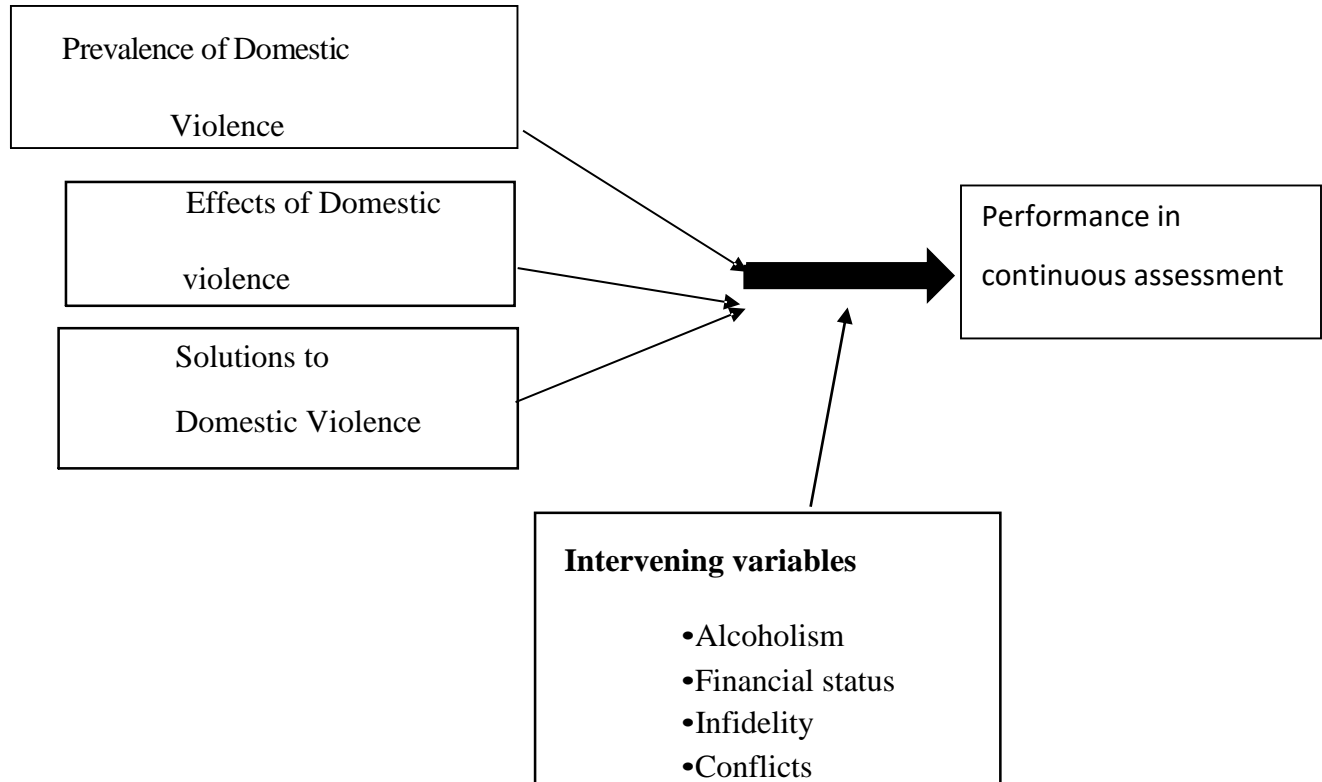 Prevalence of Domestic
Violence
Effects of Domestic
violence
Solutions to
Domestic Violence
Performance in
continuous assessment
Intervening variables
•Alcoholism
•Financial status
•Infidelity
•Conflicts